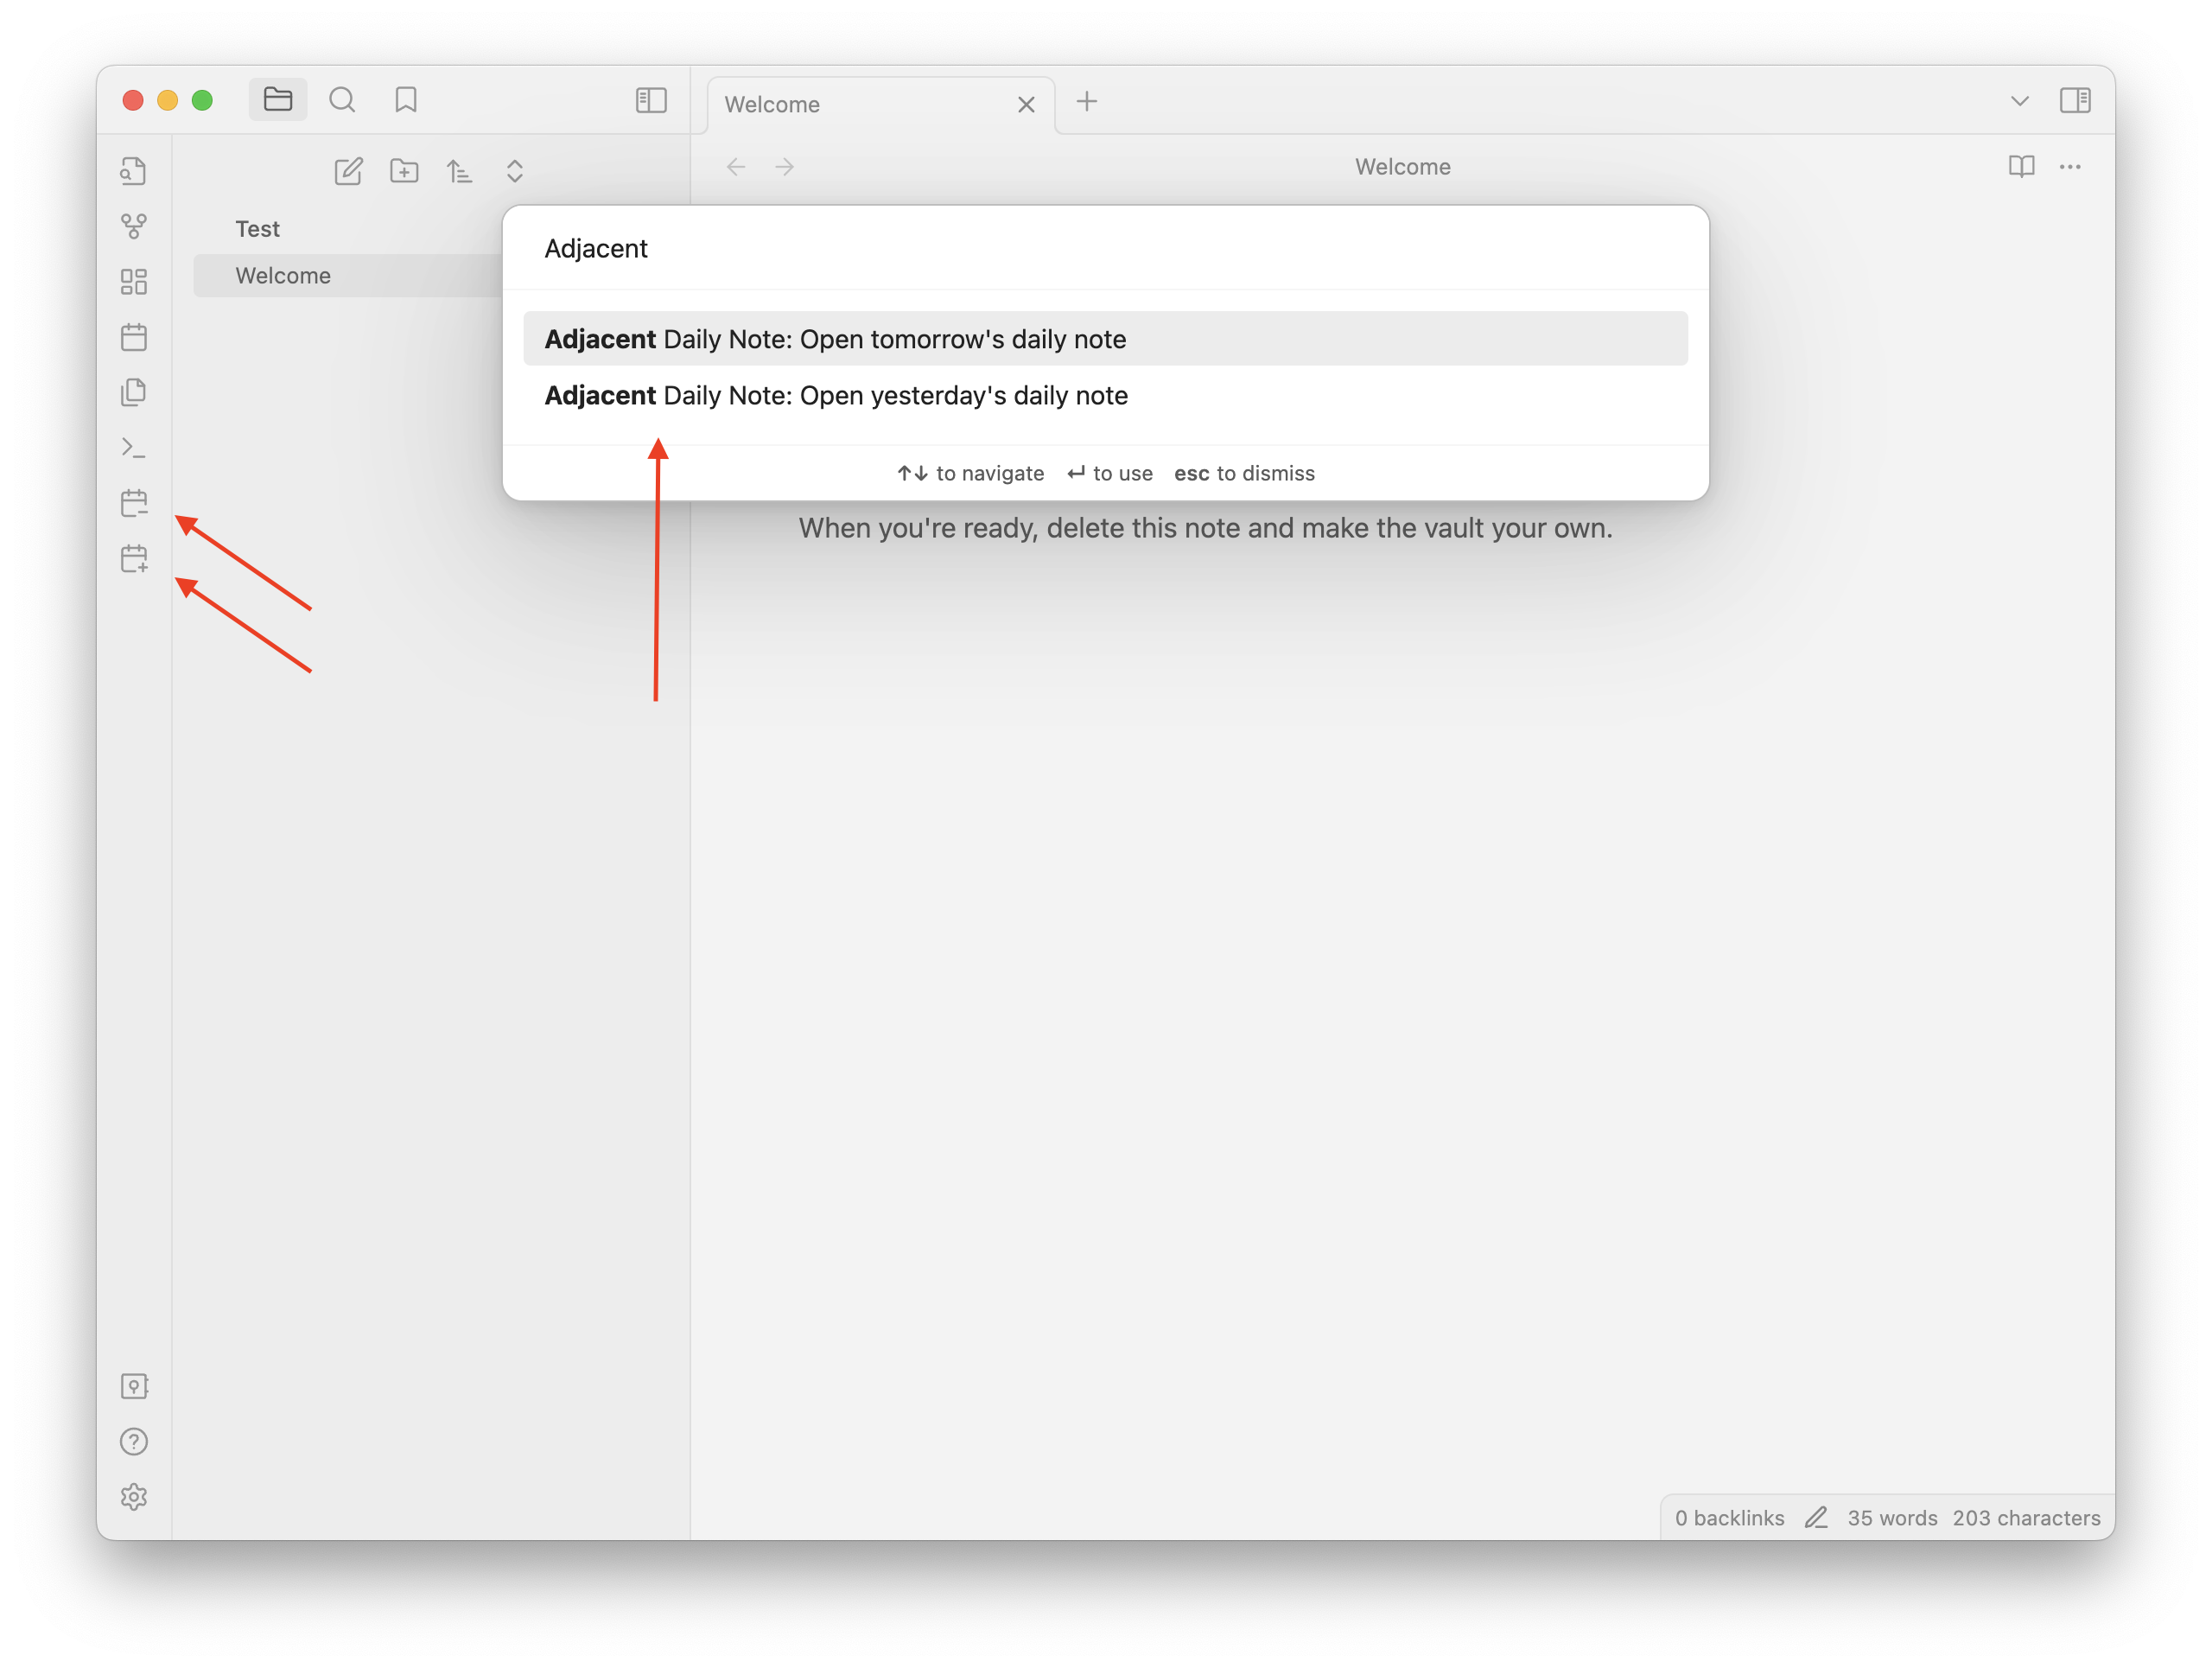 Welcome
Welcome
Test
Welcome
Adjacent
Adjacent Daily Note: Open tomorrow's daily note
Adjacent Daily Note: Open yesterday's daily note
↑↓ to navigate ↵ to use esc to dismiss
When you're ready, delete this note and make the vault your own.
0 backlinks 35 words 203 characters